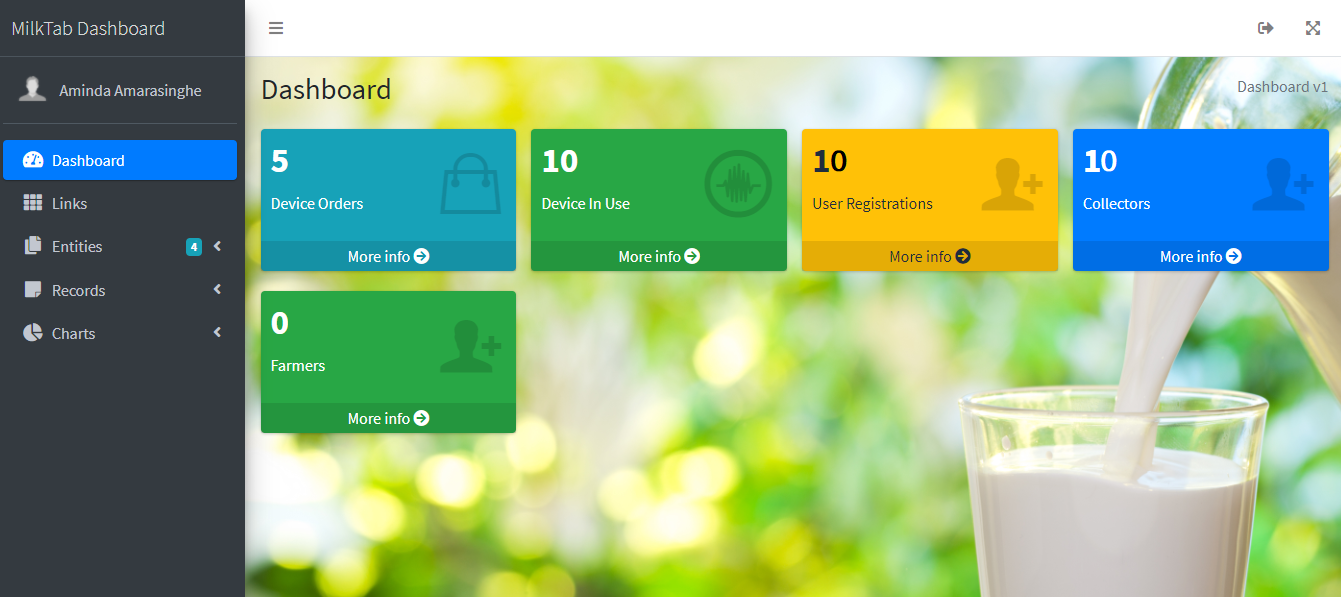 MilkTab Dashboard
Aminda Amarasinghe
Dashboard
Links
Entities 4
Records
Charts
Dashboard
Dashboard v1
5
Device Orders
More info
10
Device In Use
More info
10
User Registrations
More info
10
Collectors
More info
0
Farmers
More info